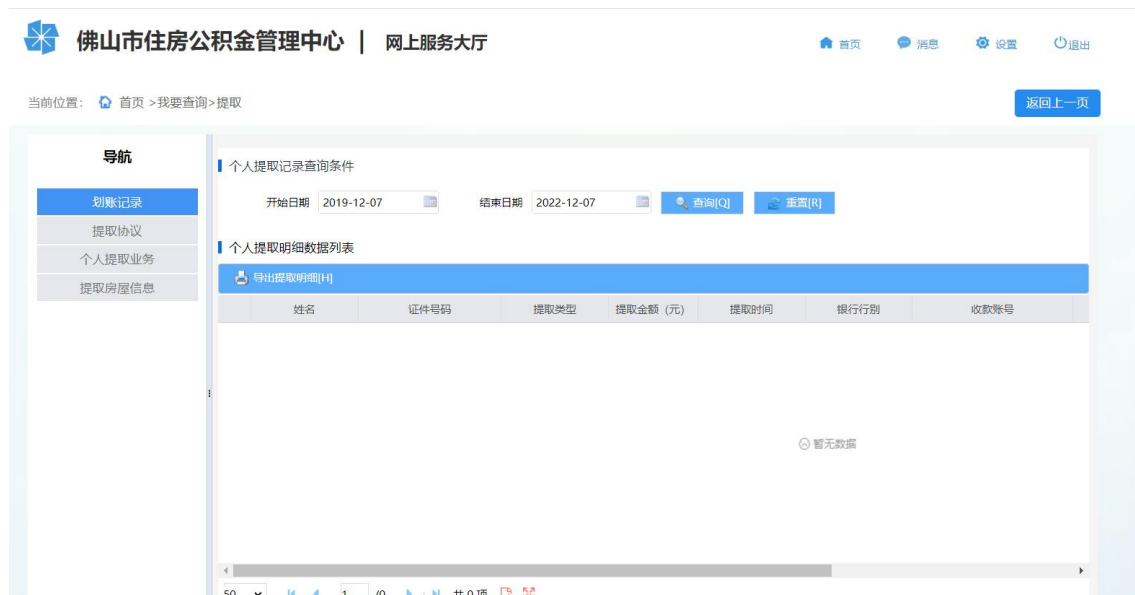 佛山市住房公积金管理中心 | 网上服务大厅
首页 消息 设置 退出
当前位置: 首页 >我要查询>提取
返回上一页
导航
划账记录
提取协议
个人提取业务
提取房屋信息
个人提取记录查询条件
开始日期 2019-12-07 结束日期 2022-12-07 查询[Q] 重置[R]
个人提取明细数据列表
导出提取明细[H]
姓名 证件号码 提取类型 提取金额 (元) 提取时间 银行行别 收款账号
暂无数据
50 1 /0 共 0 项